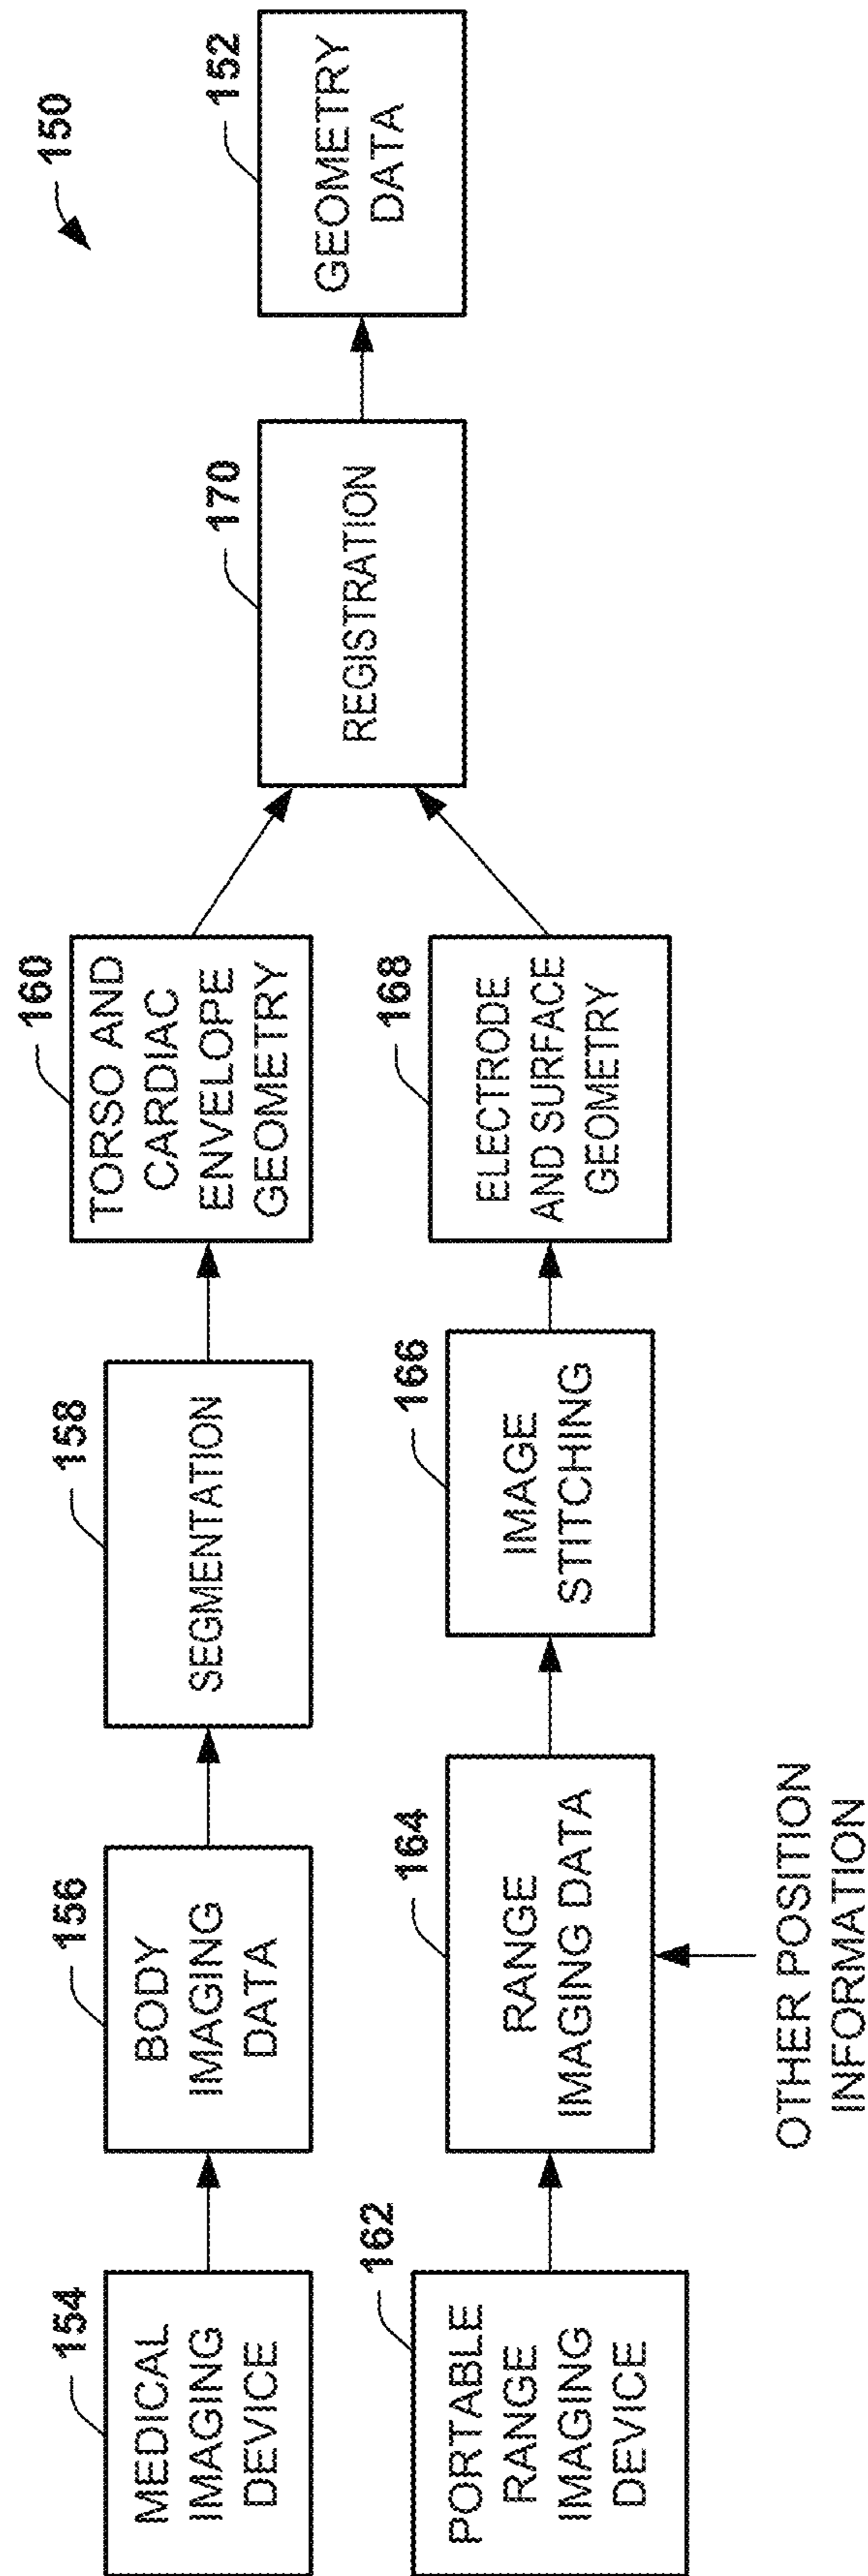 150
154
MEDICAL
IMAGING
DEVICE
156
BODY
IMAGING
DATA
158
SEGMENTATION
160
TORSO AND
CARDIAC
ENVELOPE
GEOMETRY
162
PORTABLE
RANGE
IMAGING
DEVICE
164
RANGE
IMAGING DATA
OTHER POSITION
INFORMATION
166
IMAGE
STITCHING
168
ELECTRODE
AND SURFACE
GEOMETRY
170
REGISTRATION
152
GEOMETRY
DATA